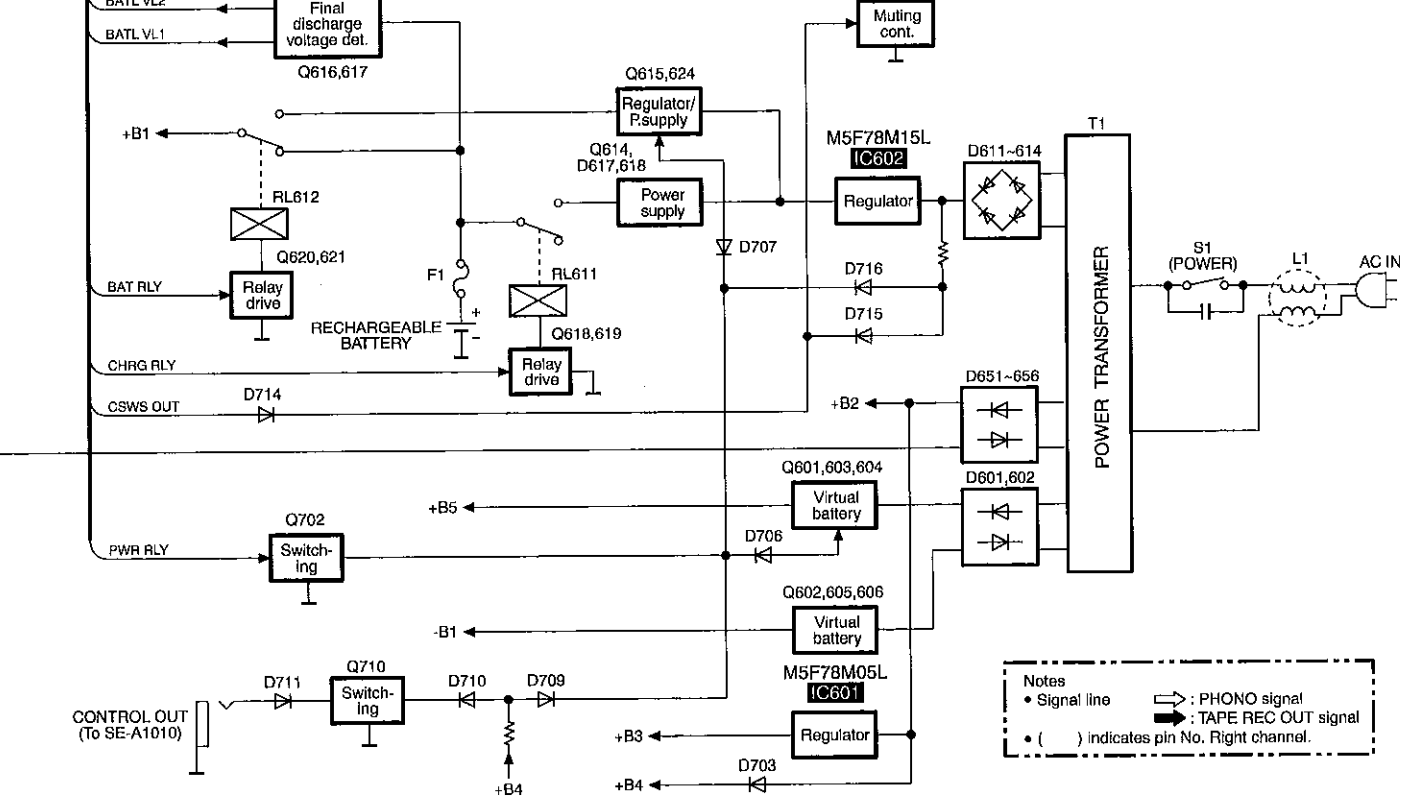 BATL VL2
Final
discharge
voltage det.
BATL VL1
Q616,617
Muting
cont.
Q615,624
Regulator/
P.supply
+B1
Q614,
D617,618
Power
supply
M5F78M15L
IC602
Regulator
D611~614
T1
RL612
D707
Q620,621
F1
RL611
D716
S1
(POWER)
L1
AC IN
BAT RLY
Relay
drive
+
-
RECHARGEABLE
BATTERY
Q618,619
D715
POWER TRANSFORMER
CHRG RLY
Relay
drive
D714
CSWS OUT
+B2
D651~656
Q601,603,604
Virtual
battery
D601,602
+B5
Q702
PWR RLY
Switch-
ing
D706
Q602,605,606
Virtual
battery
-B1
M5F78M05L
IC601
Regulator
D711
Q710
Switch-
ing
D710
D709
CONTROL OUT
(To SE-A1010)
+B3
D703
+B4
+B4
Notes
• Signal line
: PHONO signal
: TAPE REC OUT signal
• ( ) indicates pin No. Right channel.